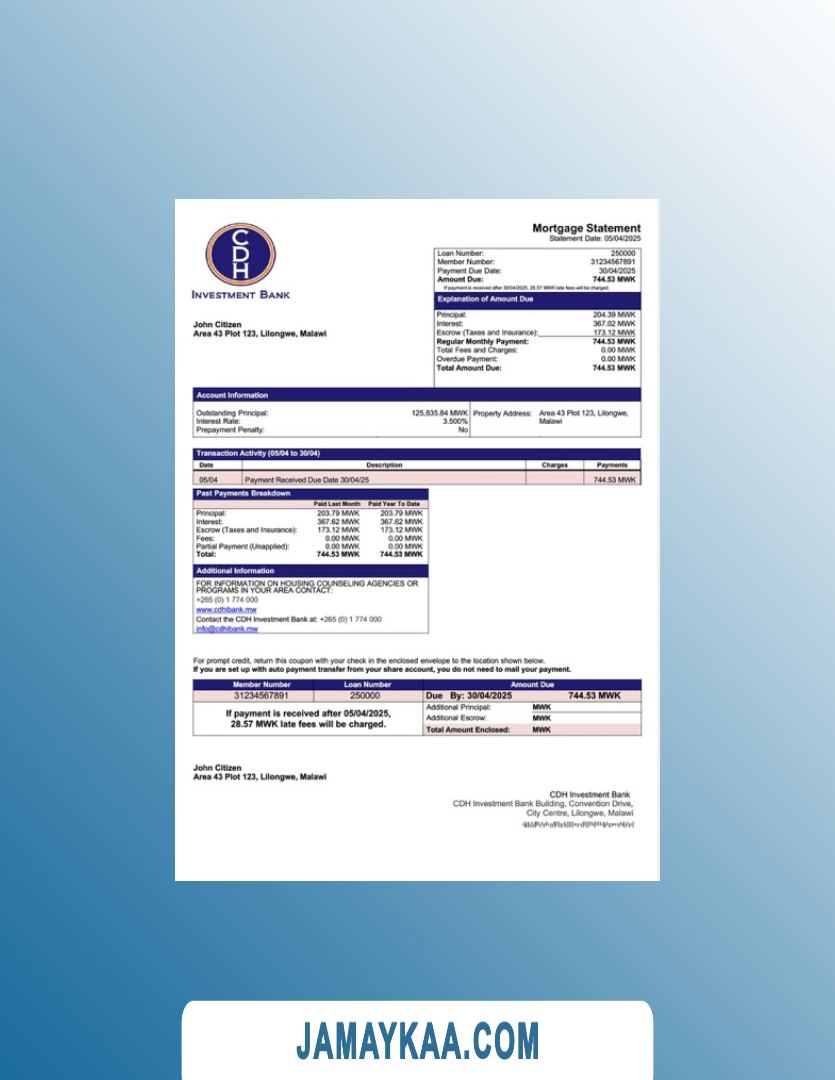 CDH
INVESTMENT BANK
Mortgage Statement
Statement Date: 05/04/2025
Loan Number: 250000
Member Number: 31234567891
Payment Due Date: 30/04/2025
Amount Due: 744.53 MWK
If payment is received after 30/04/2025, 28.57 MWK late fees will be charged.
Explanation of Amount Due
Principal: 204.39 MWK
Interest: 367.02 MWK
Escrow (Taxes and Insurance): 173.12 MWK
Regular Monthly Payment: 744.53 MWK
Total Fees and Charges: 0.00 MWK
Overdue Payment: 0.00 MWK
Total Amount Due: 744.53 MWK
John Citizen
Area 43 Plot 123, Lilongwe, Malawi
Account Information
Outstanding Principal: 125,835.84 MWK
Interest Rate: 3.500%
Prepayment Penalty: No
Property Address: Area 43 Plot 123, Lilongwe,
Malawi
Transaction Activity (05/04 to 30/04)
Date Description Charges Payments
05/04 Payment Received Due Date 30/04/25 744.53 MWK
Past Payments Breakdown
Paid Last Month Paid Year To Date
Principal: 203.79 MWK 203.79 MWK
Interest: 367.62 MWK 367.62 MWK
Escrow (Taxes and Insurance): 173.12 MWK 173.12 MWK
Fees: 0.00 MWK 0.00 MWK
Partial Payment (Unapplied): 0.00 MWK 0.00 MWK
Total: 744.53 MWK 744.53 MWK
Additional Information
FOR INFORMATION ON HOUSING COUNSELING AGENCIES OR
PROGRAMS IN YOUR AREA CONTACT:
+265 (0) 1 774 000
www.cdhibank.mw
Contact the CDH Investment Bank at: +265 (0) 1 774 000
info@cdhibank.mw
For prompt credit, return this coupon with your check in the enclosed envelope to the location shown below.
If you are set up with auto payment transfer from your share account, you do not need to mail your payment.
Member Number Loan Number Amount Due
31234567891 250000 Due By: 30/04/2025 744.53 MWK
If payment is received after 05/04/2025,
28.57 MWK late fees will be charged.
Additional Principal: MWK
Additional Escrow: MWK
Total Amount Enclosed: MWK
John Citizen
Area 43 Plot 123, Lilongwe, Malawi
CDH Investment Bank
CDH Investment Bank Building, Convention Drive,
City Centre, Lilongwe, Malawi
JAMAYKAA.COM